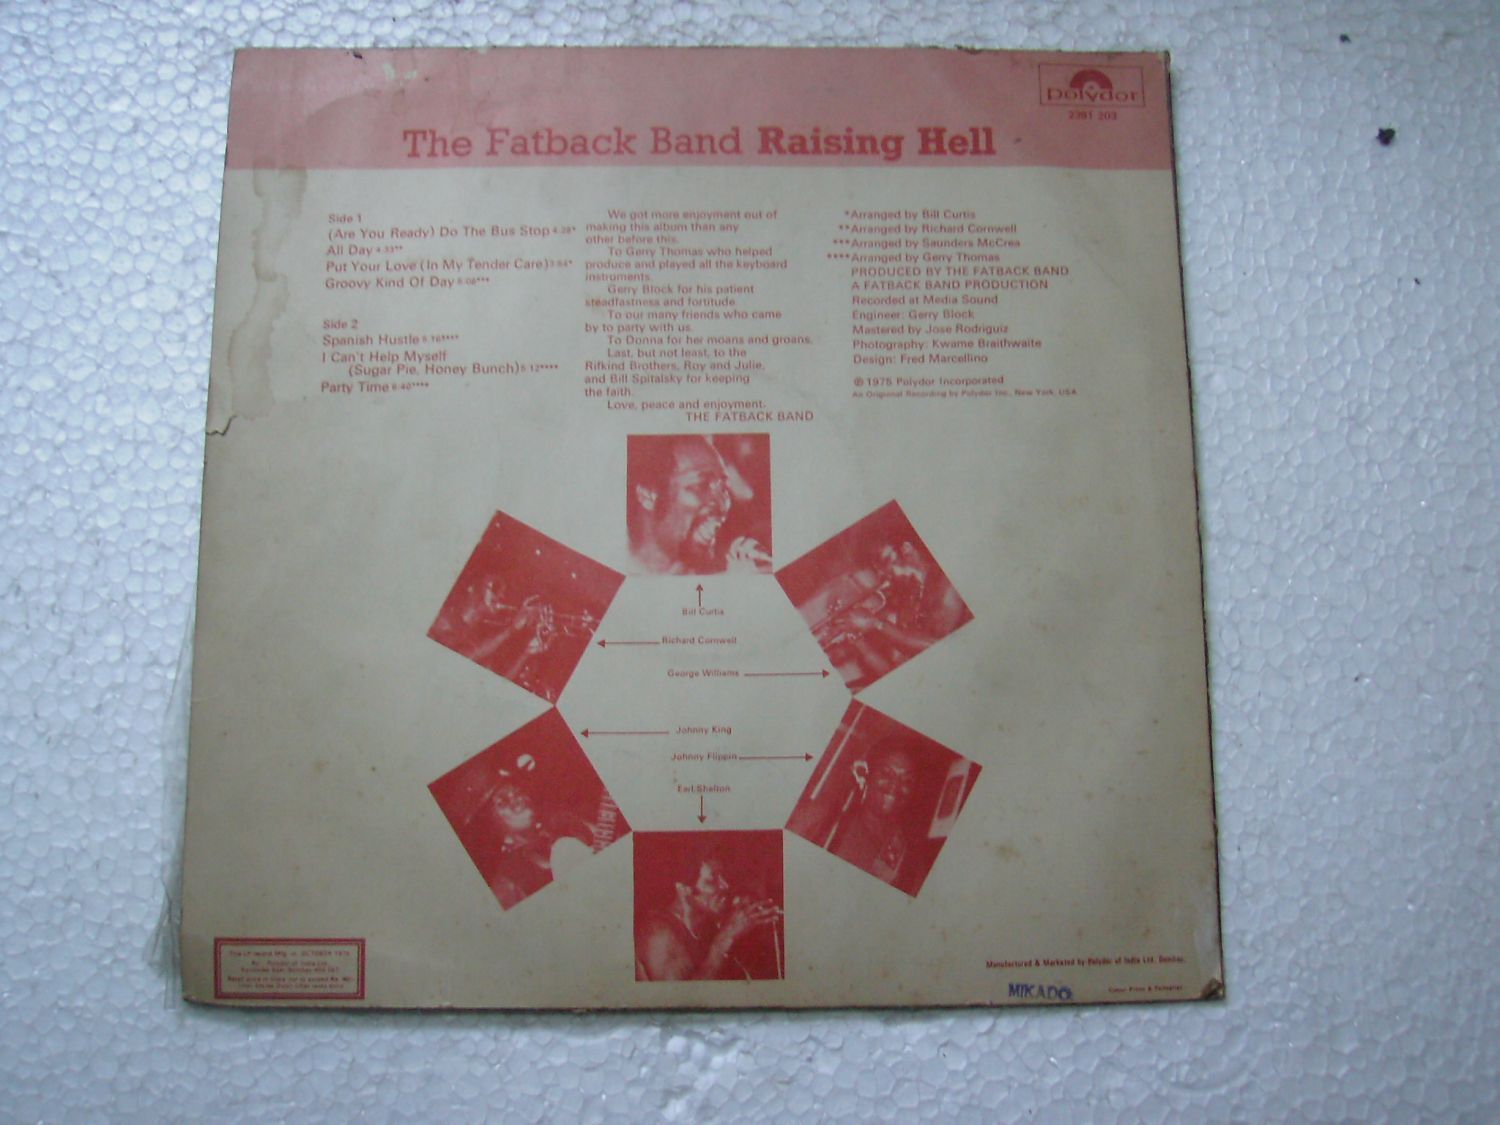 Polydor
2391 203
The Fatback Band Raising Hell
Side 1
(Are You Ready) Do The Bus Stop 4.29*
All Day 4.33**
Put Your Love (In My Tender Care) *
Groovy Kind Of Day ***
Side 2
Spanish Hustle ****
I Can't Help Myself
(Sugar Pie, Honey Bunch) 5.12****
Party Time 6.40****
We got more enjoyment out of
making this album than any
other before this.
To Gerry Thomas who helped
produce and played all the keyboard
instruments.
Gerry Block for his patient
steadfastness and fortitude.
To our many friends who came
by to party with us.
To Donna for her moans and groans.
Last, but not least, to the
Rifkind Brothers, Roy and Julie,
and Bill Spitalsky for keeping
the faith.
Love, peace and enjoyment.
THE FATBACK BAND
*Arranged by Bill Curtis
**Arranged by Richard Cornwell
***Arranged by Saunders McCrea
****Arranged by Gerry Thomas
PRODUCED BY THE FATBACK BAND
A FATBACK BAND PRODUCTION
Recorded at Media Sound
Engineer: Gerry Block
Mastered by Jose Rodriguiz
Photography: Kwame Braithwaite
Design: Fred Marcellino
℗ 1975 Polydor Incorporated
An Origional Recording by Polydor Inc., New York, USA
Bill Curtis
Richard Cornwell
George Williams
Johnny King
Johnny Flippin
Earl Shelton
Manufactured & Marketed by Polydor of India Ltd. Bombay.
MIKADO